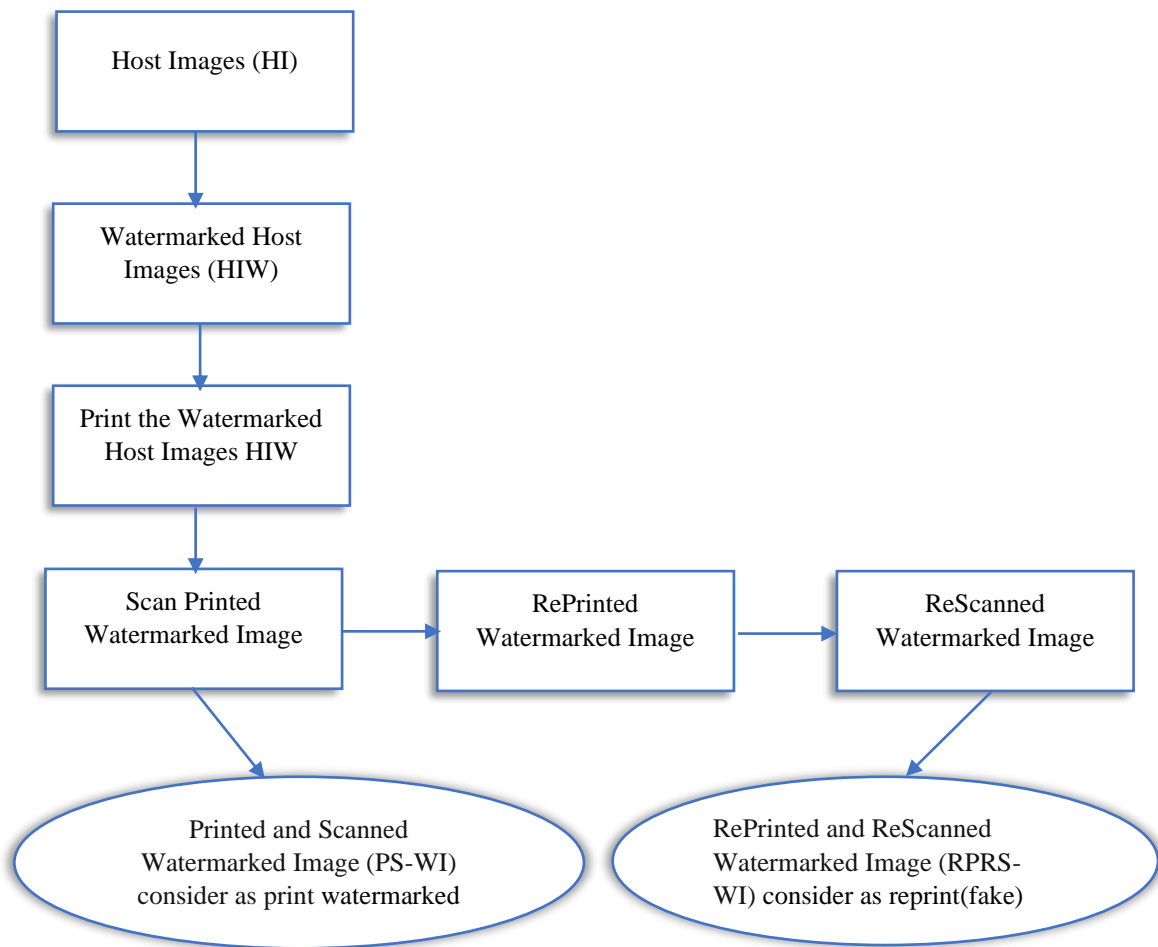 Host Images (HI)
Watermarked Host
Images (HIW)
Print the Watermarked
Host Images HIW
Scan Printed
Watermarked Image
RePrinted
Watermarked Image
ReScanned
Watermarked Image
Printed and Scanned
Watermarked Image (PS-WI)
consider as print watermarked
RePrinted and ReScanned
Watermarked Image (RPRS-
WI) consider as reprint(fake)